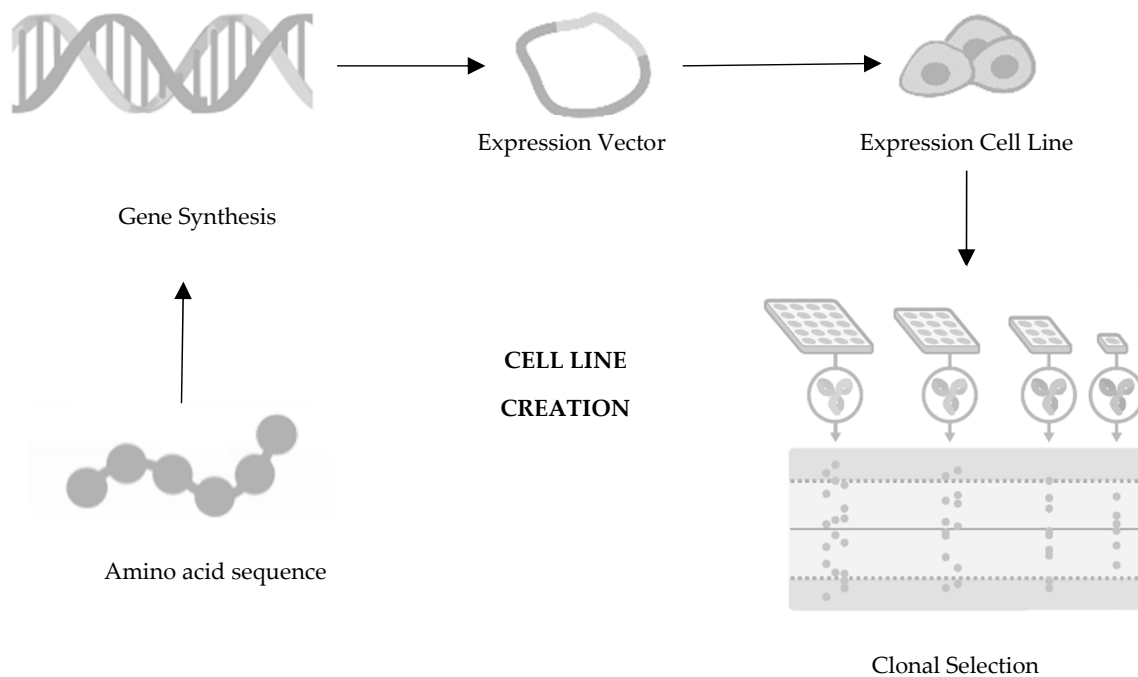 Expression Vector
Expression Cell Line
Gene Synthesis
CELL LINE
CREATION
Amino acid sequence
Clonal Selection